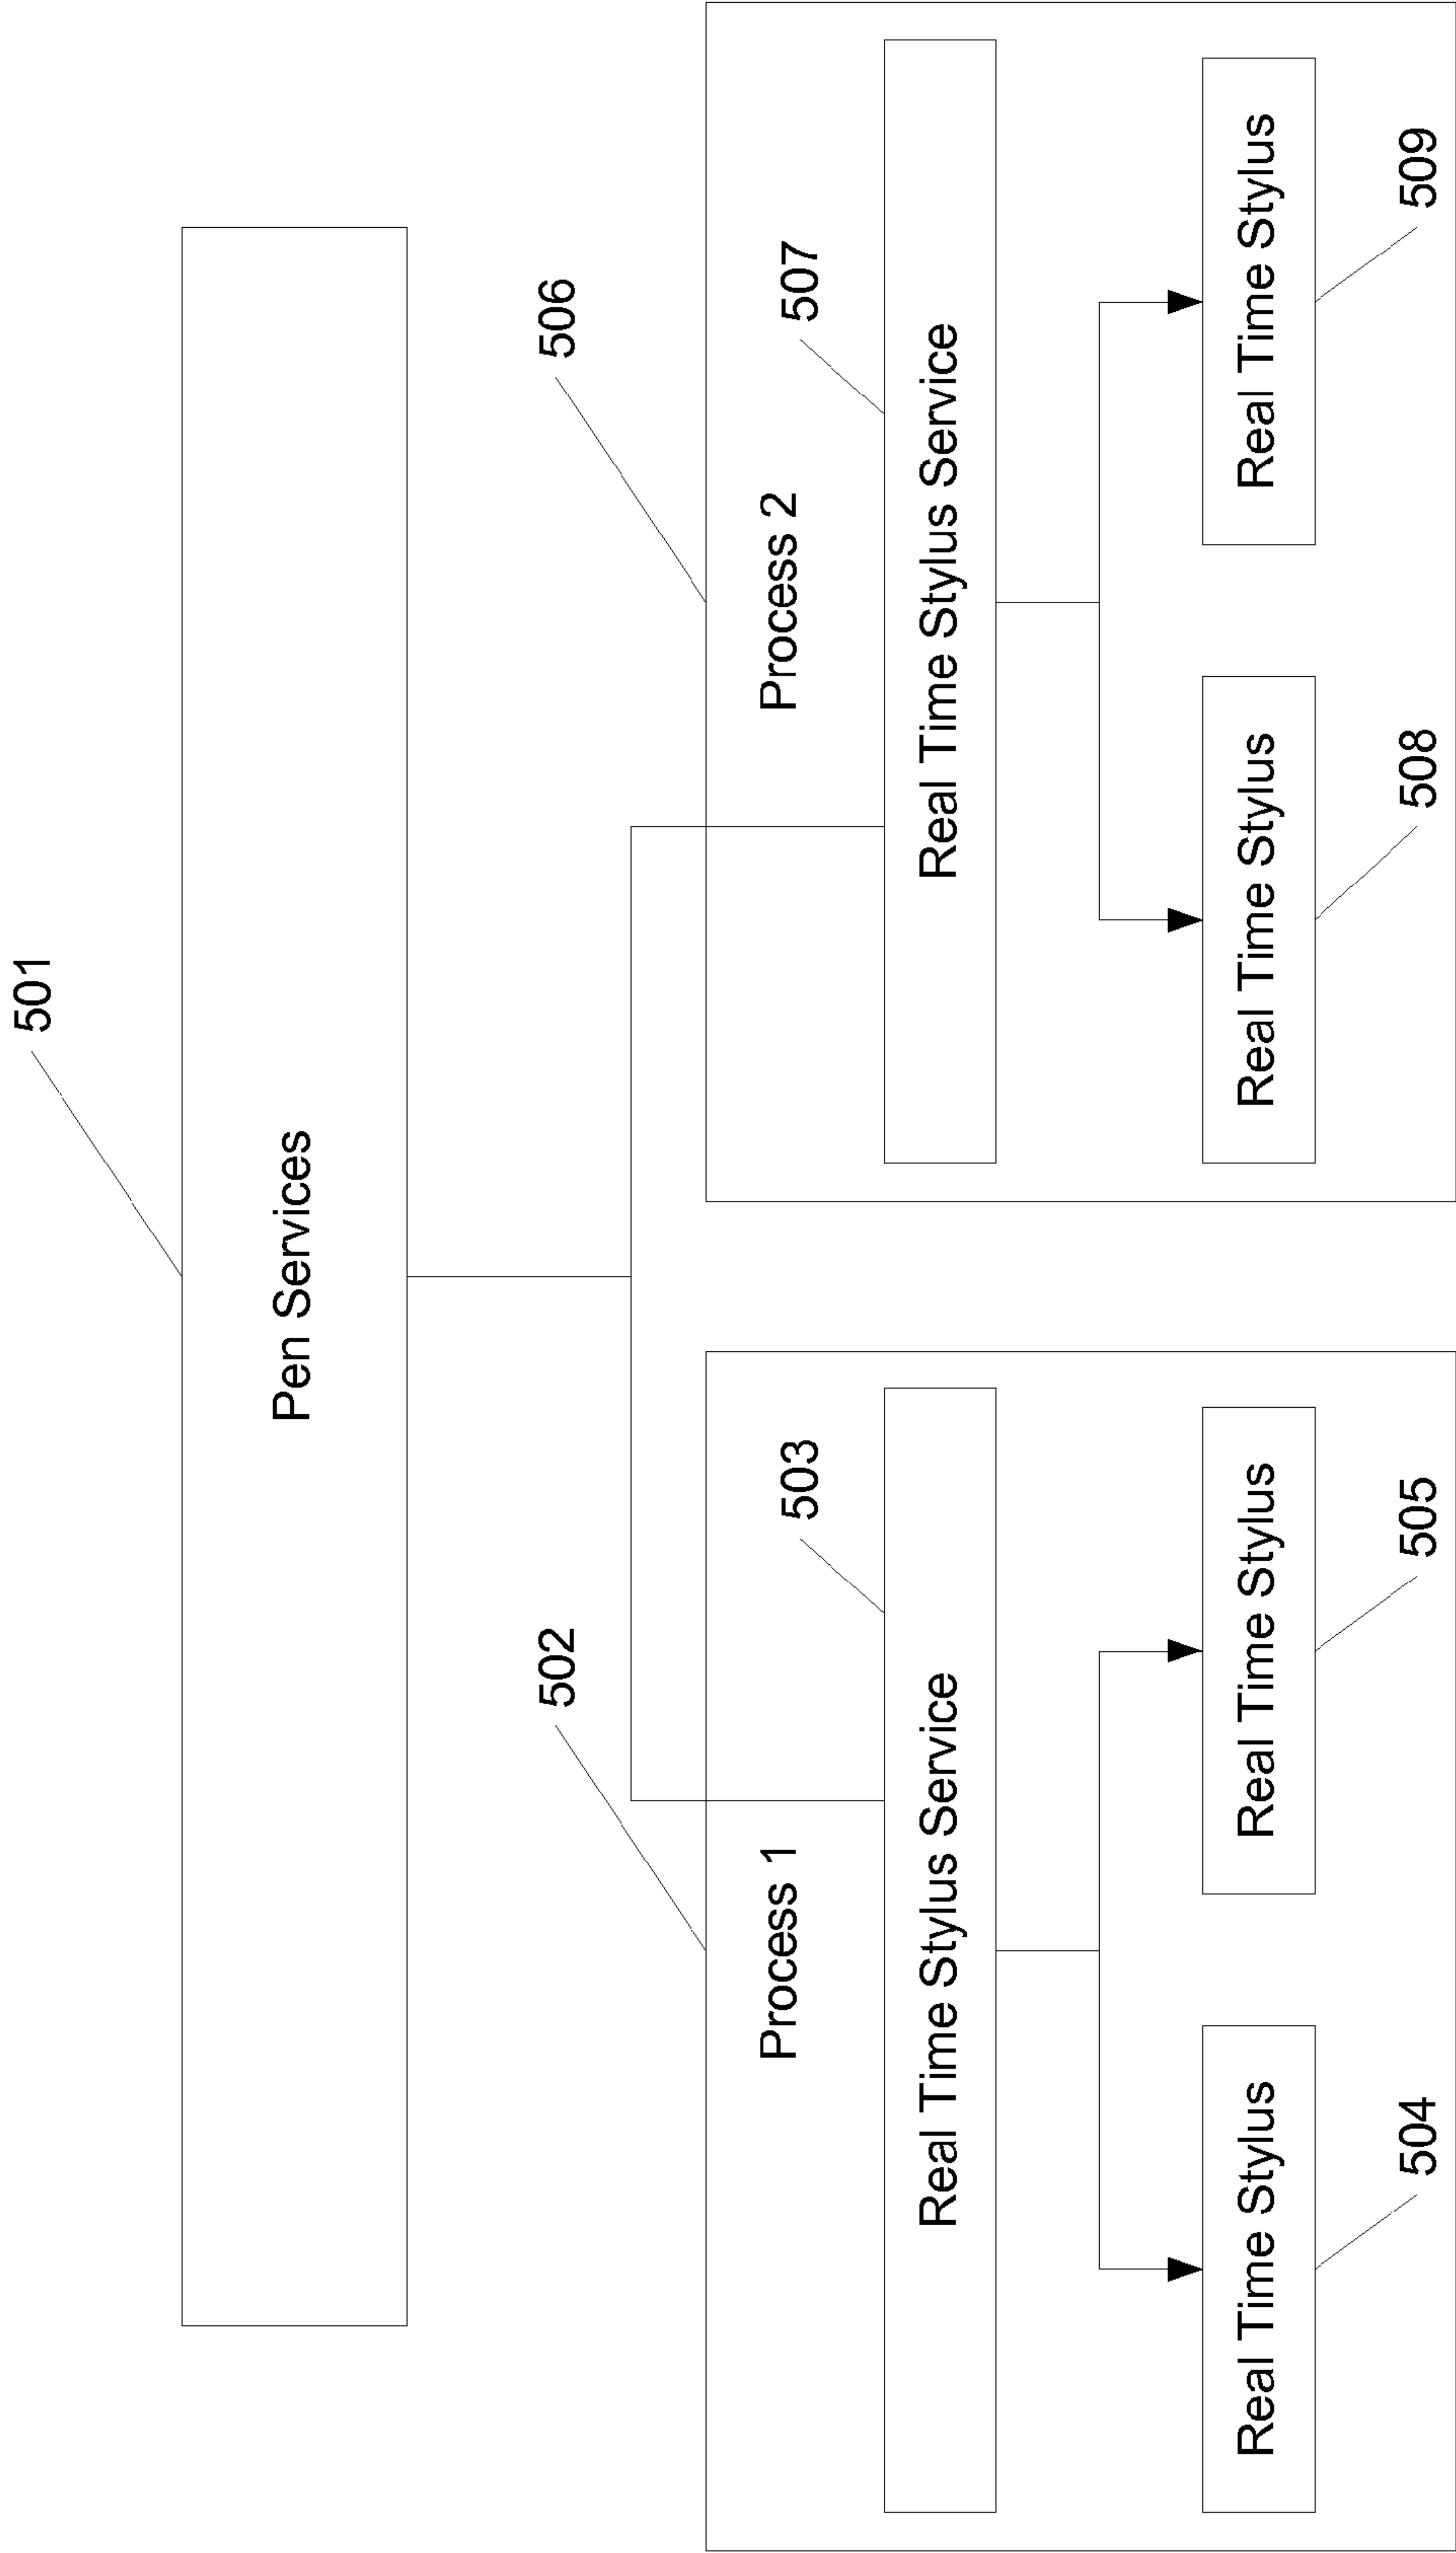 501
Pen Services
502
506
Process 1
503
Process 2
507
Real Time Stylus Service
Real Time Stylus Service
Real Time Stylus
Real Time Stylus
Real Time Stylus
Real Time Stylus
504
505
508
509